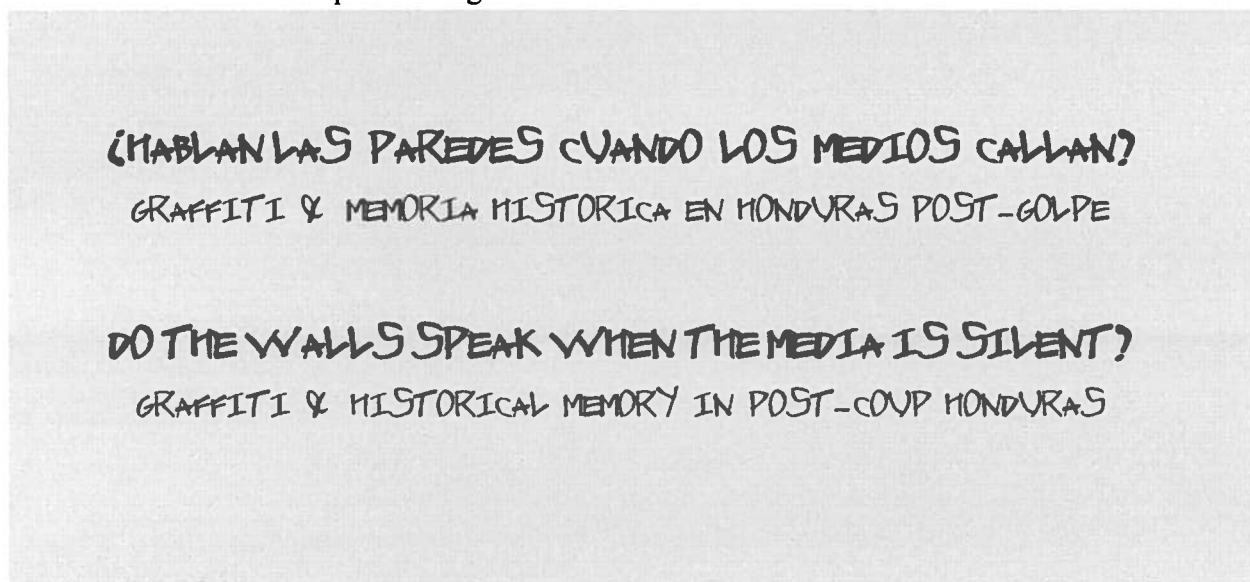 ¿HABLAN LAS PAREDES CUANDO LOS MEDIOS CALLAN?
GRAFFITI & MEMORIA HISTORICA EN HONDURAS POST-GOLPE
DO THE WALLS SPEAK WHEN THE MEDIA IS SILENT?
GRAFFITI & HISTORICAL MEMORY IN POST-COUP HONDURAS